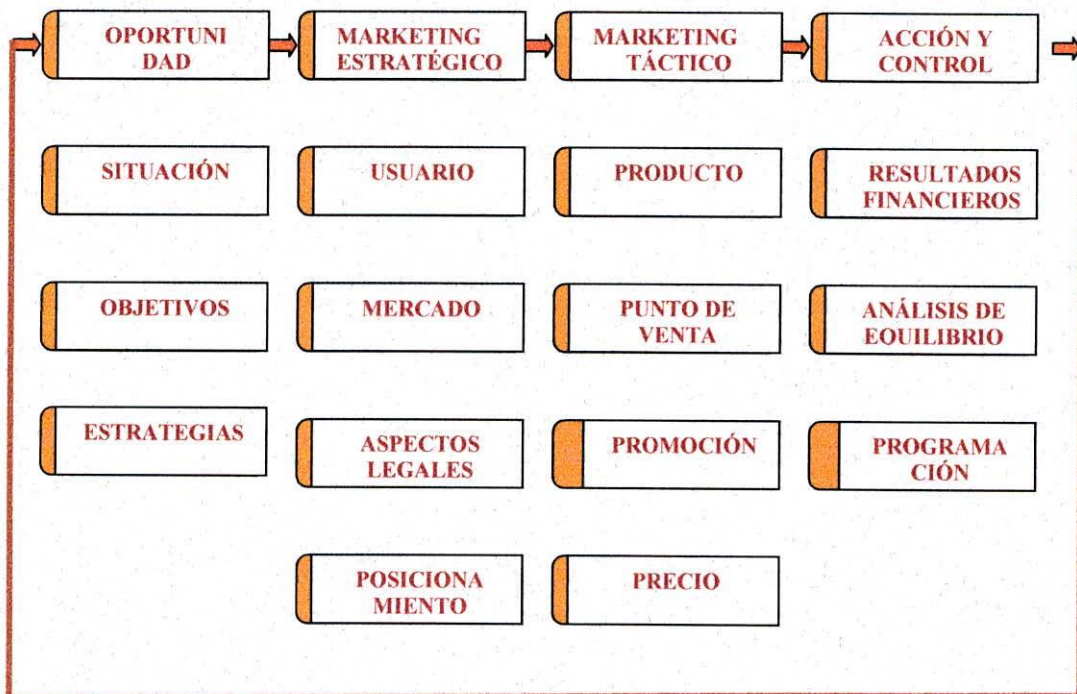 OPORTUNI
DAD
MARKETING
ESTRATÉGICO
MARKETING
TÁCTICO
ACCIÓN Y
CONTROL
SITUACIÓN
USUARIO
PRODUCTO
RESULTADOS
FINANCIEROS
OBJETIVOS
MERCADO
PUNTO DE
VENTA
ANÁLISIS DE
EQUILIBRIO
ESTRATEGIAS
ASPECTOS
LEGALES
PROMOCIÓN
PROGRAMA
CIÓN
POSICIONA
MIENTO
PRECIO